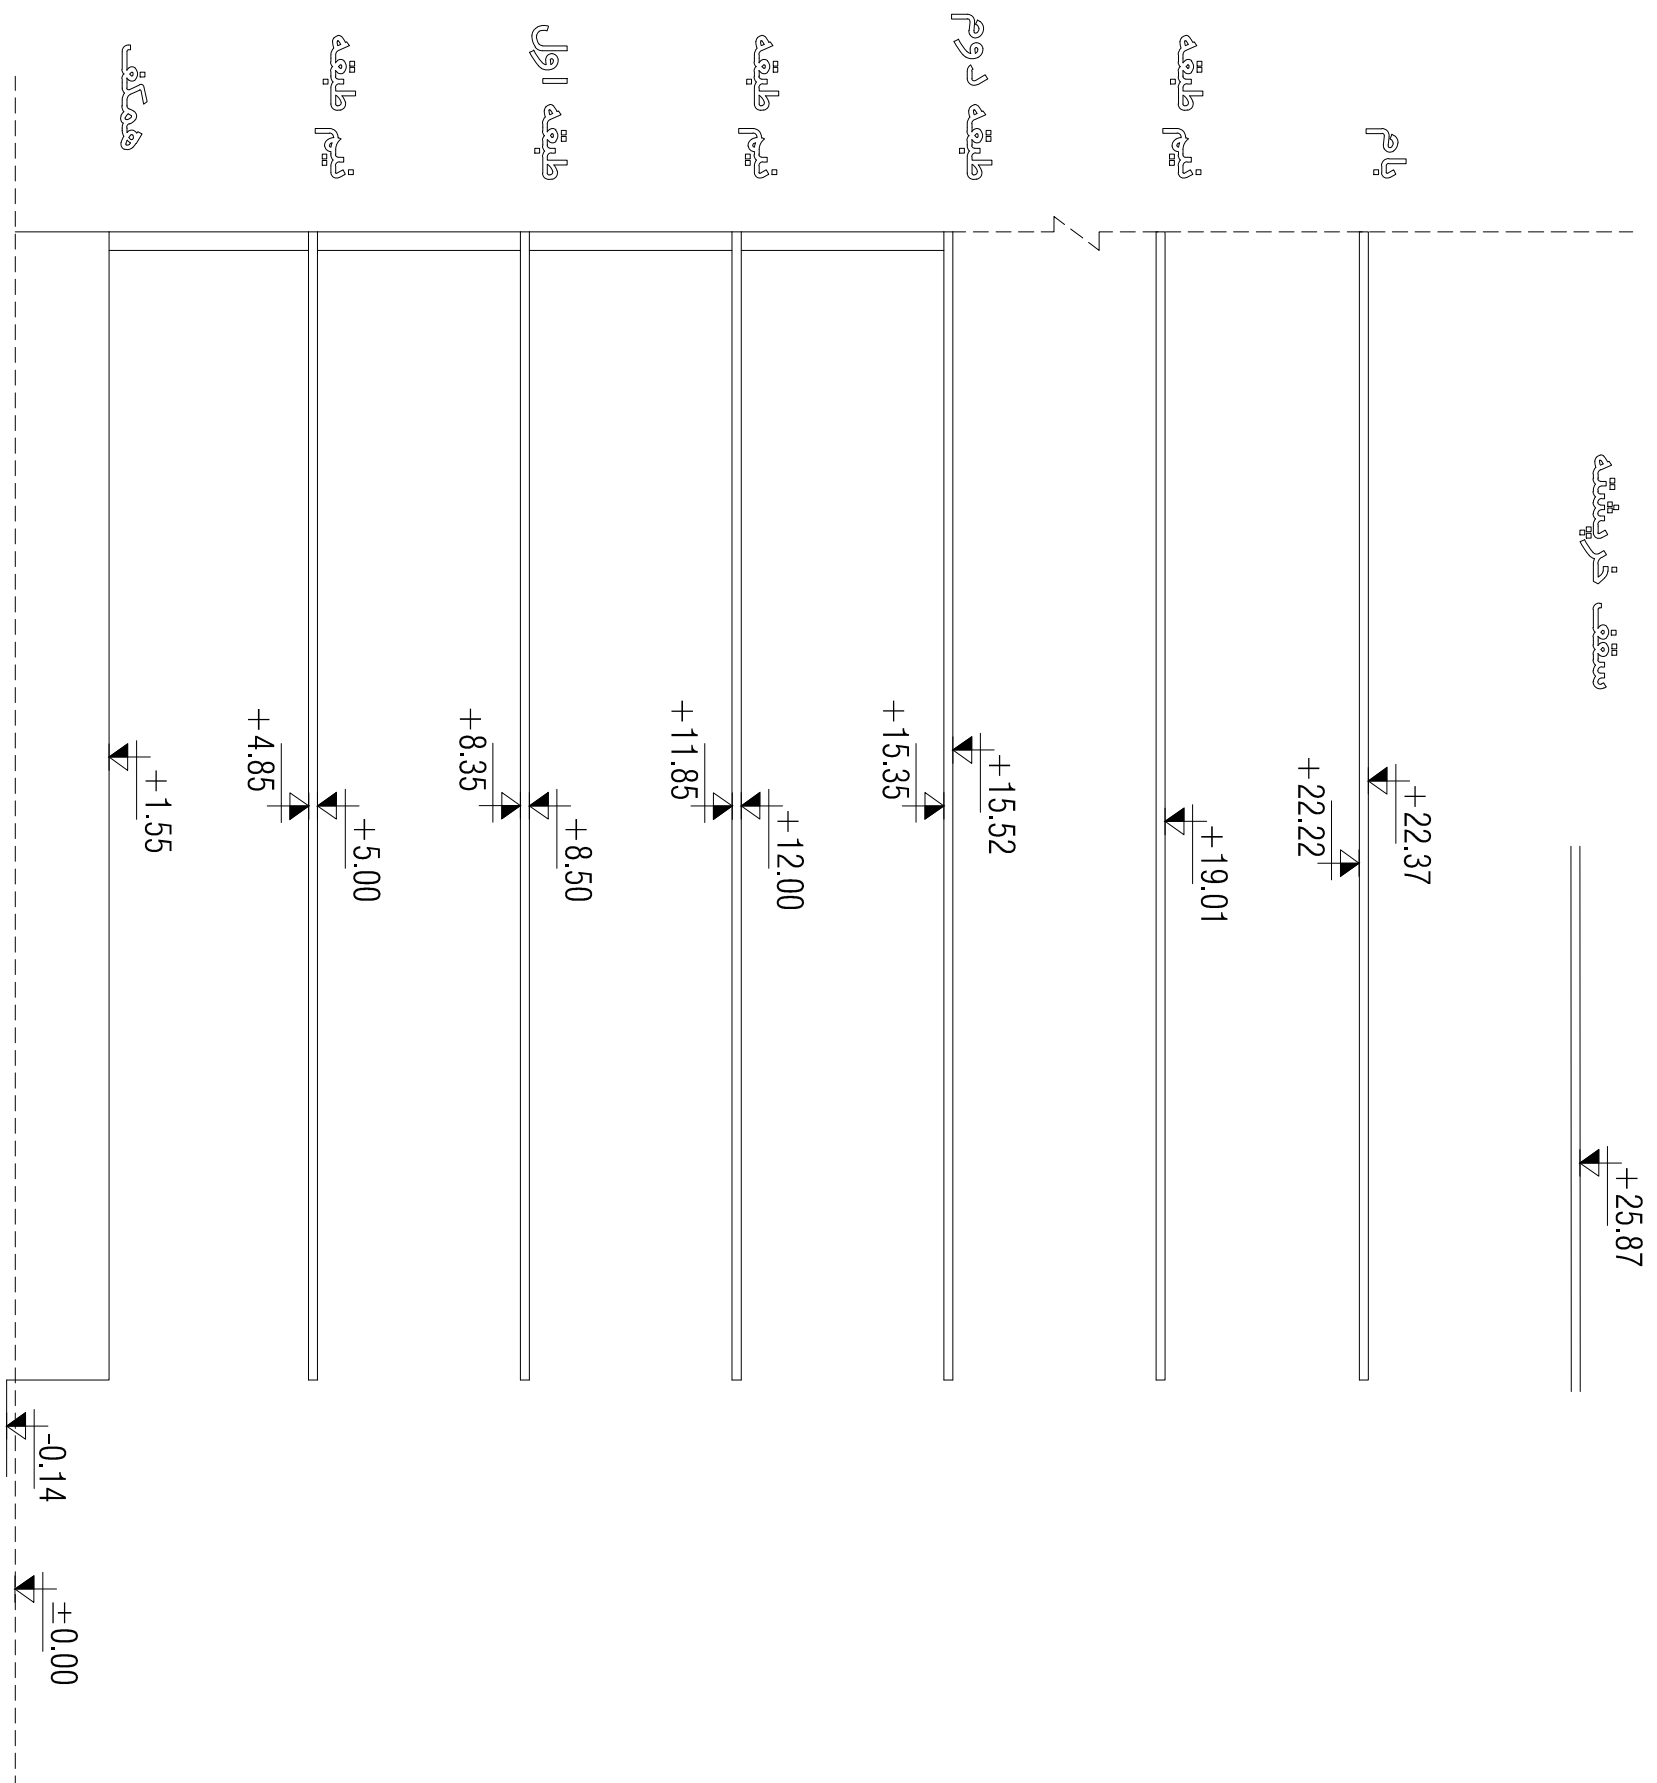 سقف خرپشته
+25.87
بام
+22.37
+22.22
نیم طبقه
+19.01
طبقه دوم
+15.52
+15.35
نیم طبقه
+12.00
+11.85
طبقه اول
+8.50
+8.35
نیم طبقه
+5.00
+4.85
همکف
+1.55
-0.14
±0.00